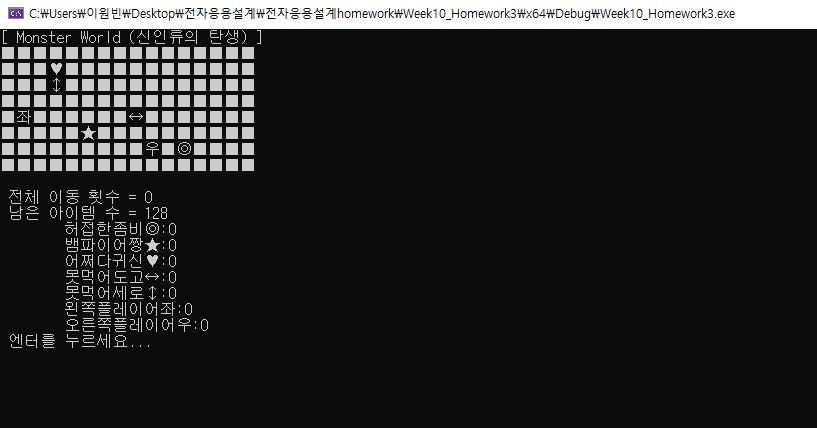 C:₩Users₩이원빈₩Desktop₩전자응용설계₩전자응용설계homework₩Week10_Homework3₩x64₩Debug₩Week10_Homework3.exe
[ Monster World (신인류의 탄생) ]
■■■■■■■■■■■■■■■■
■■■♥■■■■■■■■■■■■
■■■↕■■■■■■■■■■■■
■■■■■■■■■■■■■■■■
■좌■■■■■■↔■■■■■■■
■■■■■★■■■■■■■■■■
■■■■■■■■■우■◎■■■■
■■■■■■■■■■■■■■■■
전체 이동 횟수 = 0
남은 아이템 수 = 128
허접한좀비◎:0
뱀파이어짱★:0
어쩌다귀신♥:0
못먹어도고↔:0
못먹어세로↕:0
왼쪽플레이어좌:0
오른쪽플레이어우:0
엔터를 누르세요...